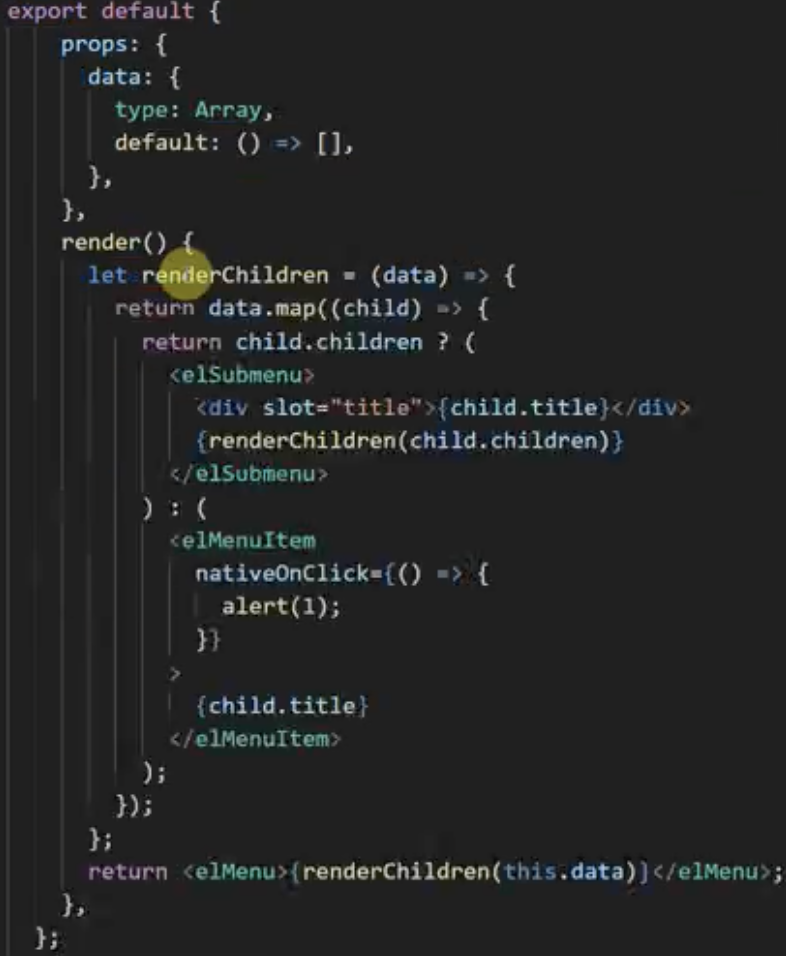 export default {
props: {
data: {
type: Array,
default: () => [],
},
},
render() {
let renderChildren = (data) => {
return data.map((child) => {
return child.children ? (
<elSubmenu>
<div slot="title">{child.title}</div>
{renderChildren(child.children)}
</elSubmenu>
) : (
<elMenuItem
nativeOnClick={() => {
alert(1);
}}
>
{child.title}
</elMenuItem>
);
});
};
return <elMenu>{renderChildren(this.data)}</elMenu>;
},
};